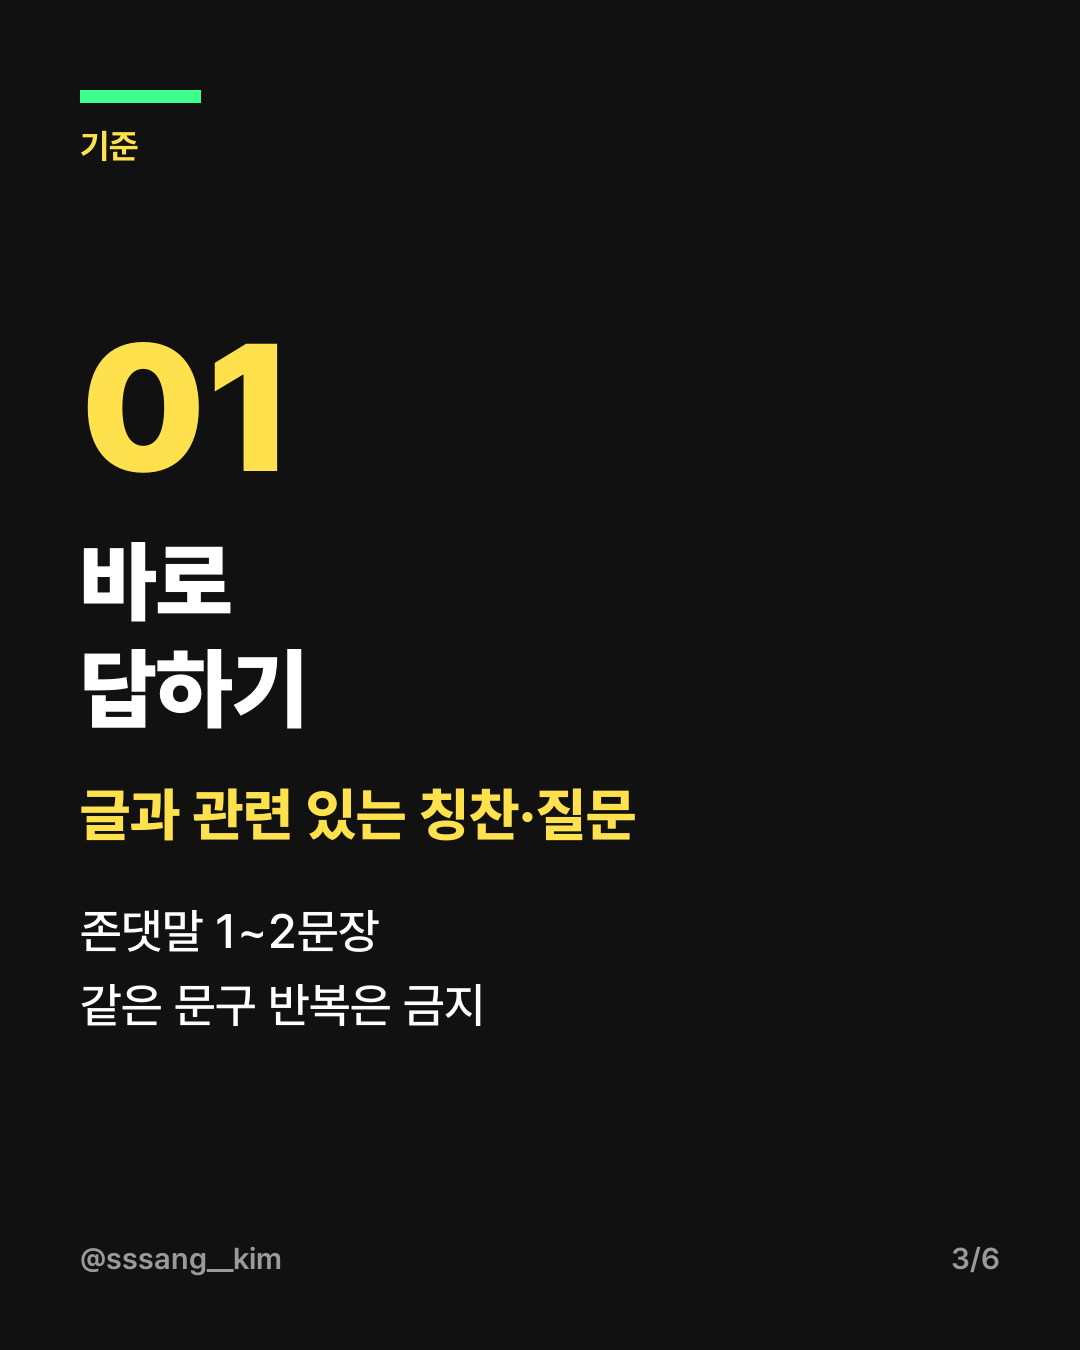 기준
01
바로
답하기
글과 관련 있는 칭찬·질문
존댓말 1~2문장
같은 문구 반복은 금지
@sssang__kim
3/6